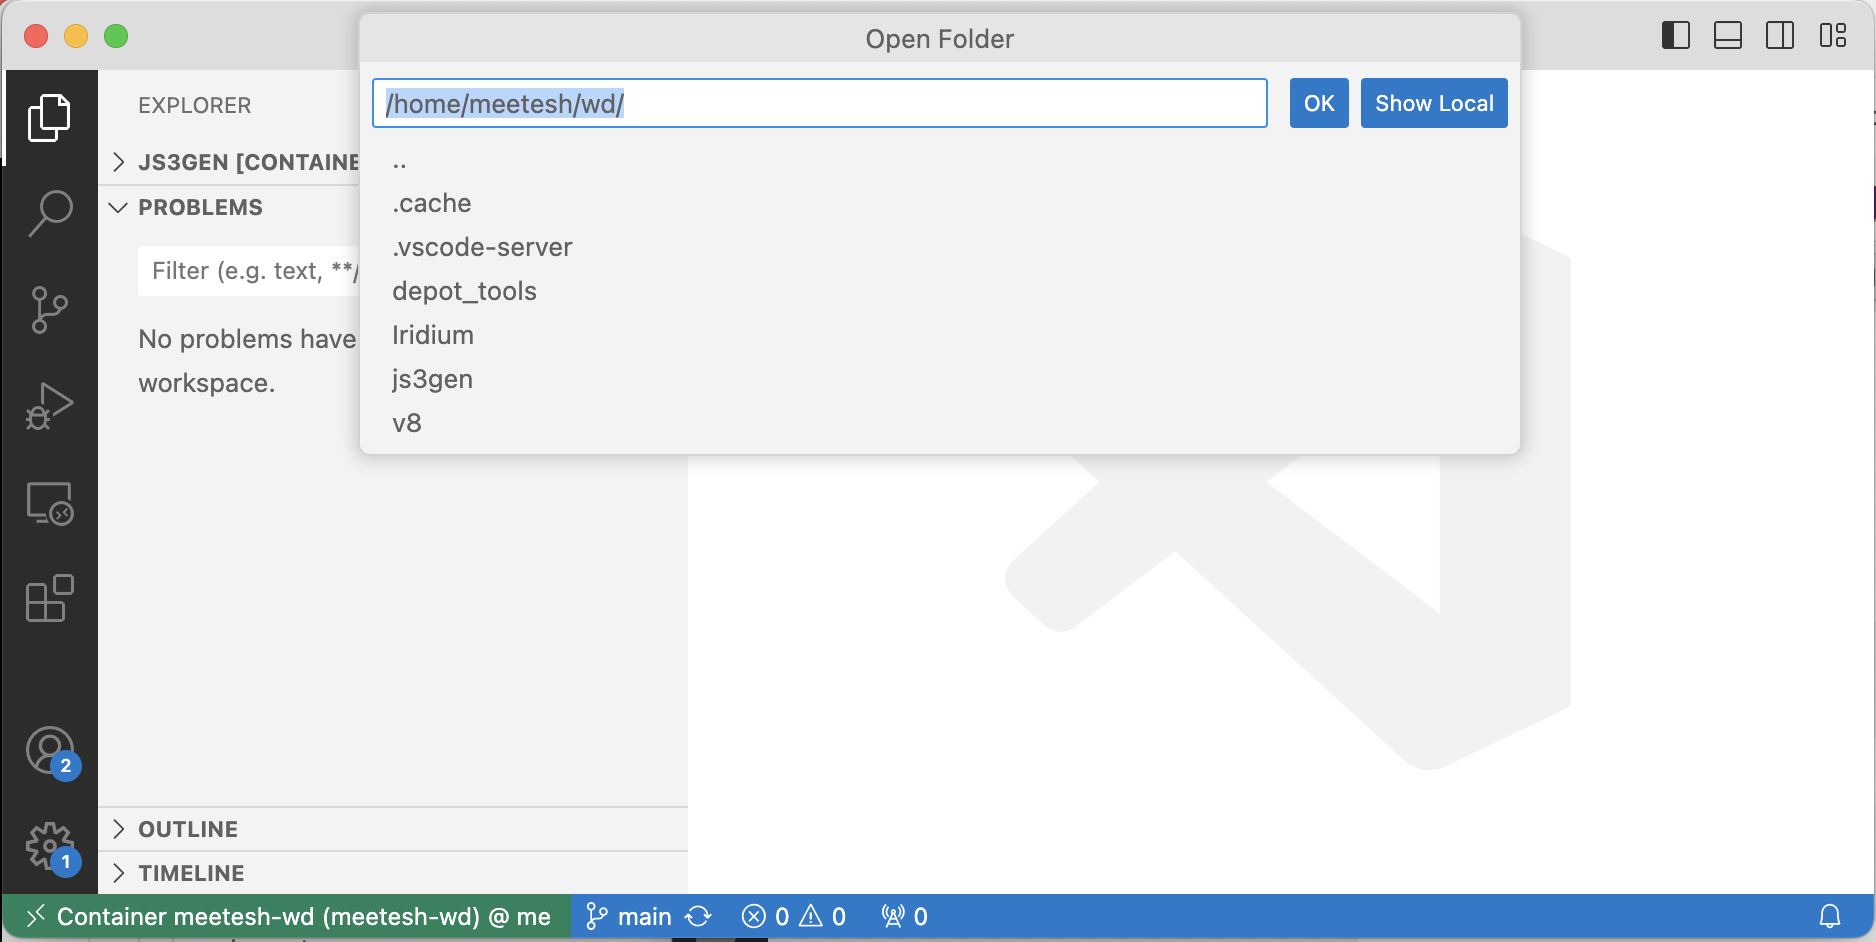 Open Folder
/home/meetesh/wd/
OK
Show Local
..
.cache
.vscode-server
depot_tools
Iridium
js3gen
v8
EXPLORER
JS3GEN [CONTAINE
PROBLEMS
Filter (e.g. text, **/
No problems have
workspace.
2
1
OUTLINE
TIMELINE
Container meetesh-wd (meetesh-wd) @ me
main
0
0
0